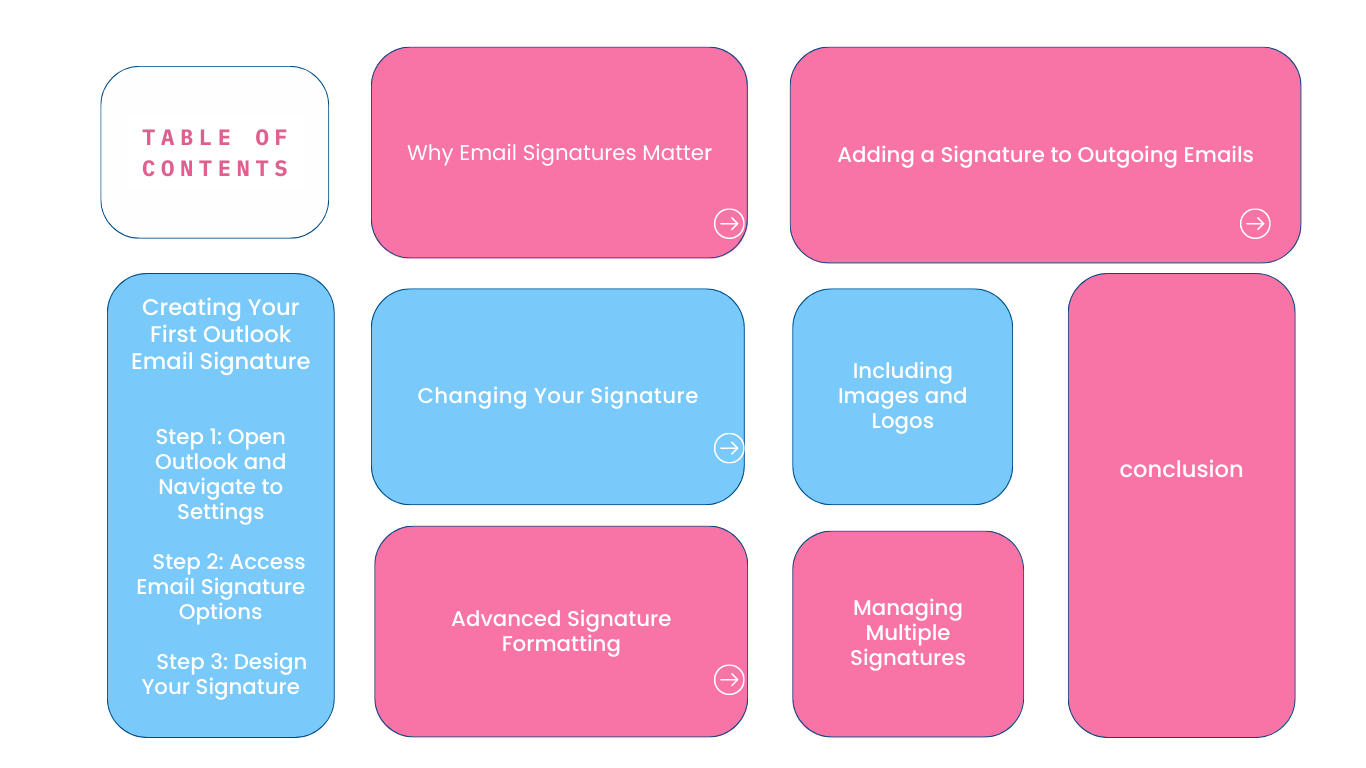 TABLE OF
CONTENTS
Why Email Signatures Matter
Adding a Signature to Outgoing Emails
Creating Your
First Outlook
Email Signature
Step 1: Open
Outlook and
Navigate to
Settings
Step 2: Access
Email Signature
Options
Step 3: Design
Your Signature
Changing Your Signature
Including
Images and
Logos
conclusion
Advanced Signature
Formatting
Managing
Multiple
Signatures